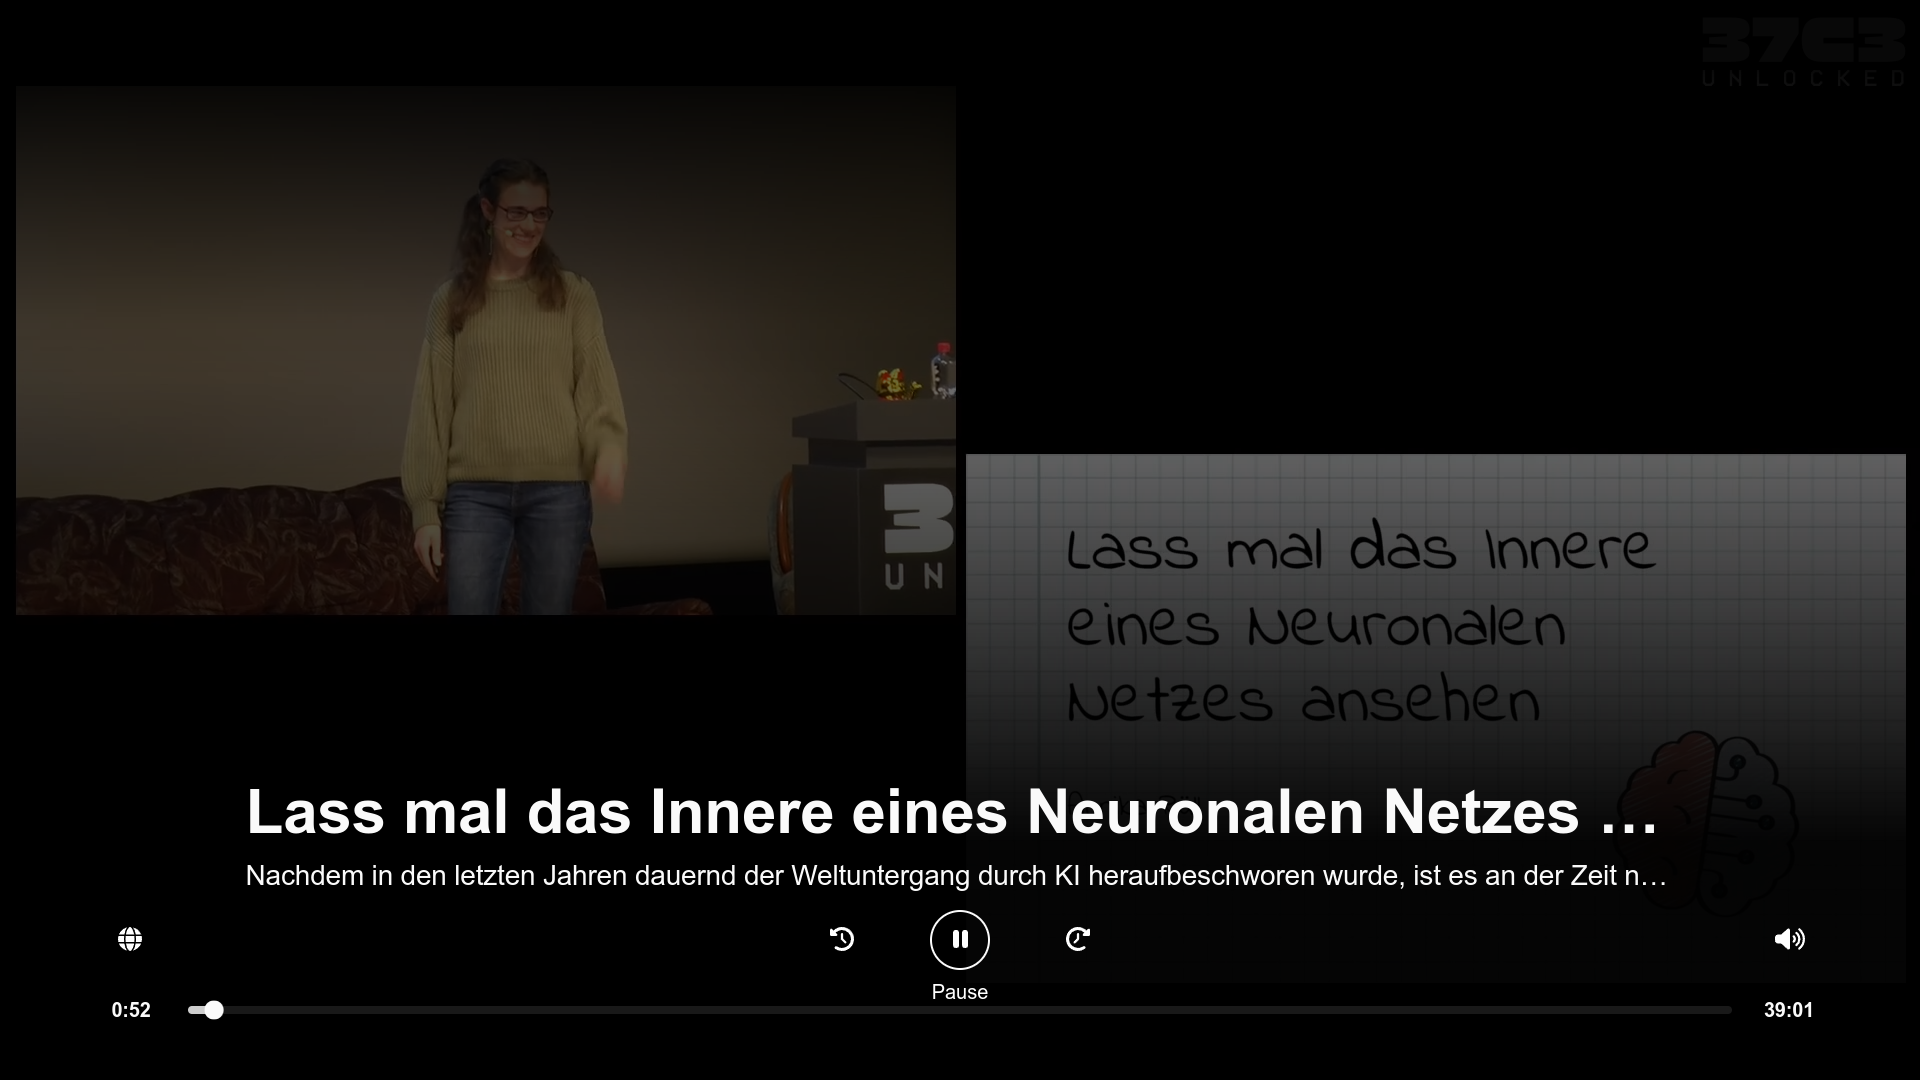 37C3
UNLOCKED
3
UN
Lass mal das Innere
eines Neuronalen
Netzes ansehen
Lass mal das Innere eines Neuronalen Netzes …
Nachdem in den letzten Jahren dauernd der Weltuntergang durch KI heraufbeschworen wurde, ist es an der Zeit n…
Pause
0:52
39:01